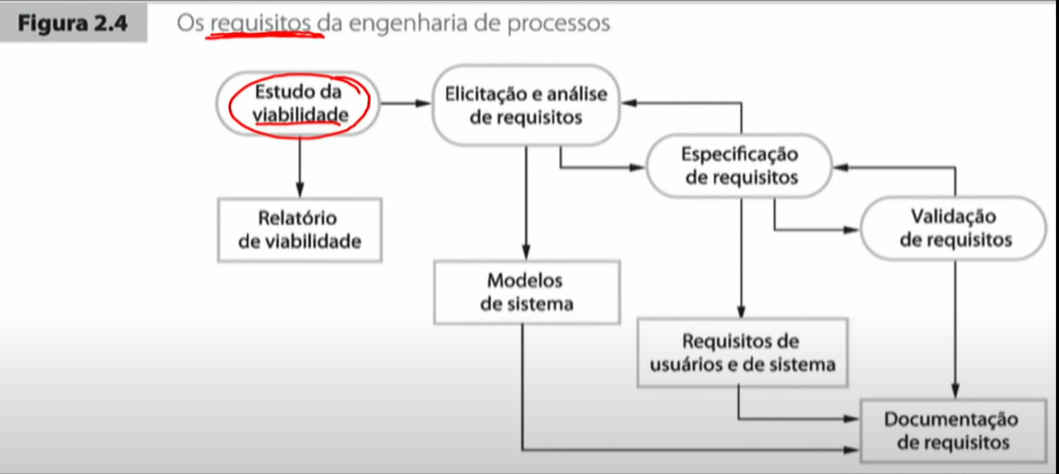 Figura 2.4 Os requisitos da engenharia de processos
Estudo da
viabilidade
Elicitação e análise
de requisitos
Especificação
de requisitos
Validação
de requisitos
Relatório
de viabilidade
Modelos
de sistema
Requisitos de
usuários e de sistema
Documentação
de requisitos